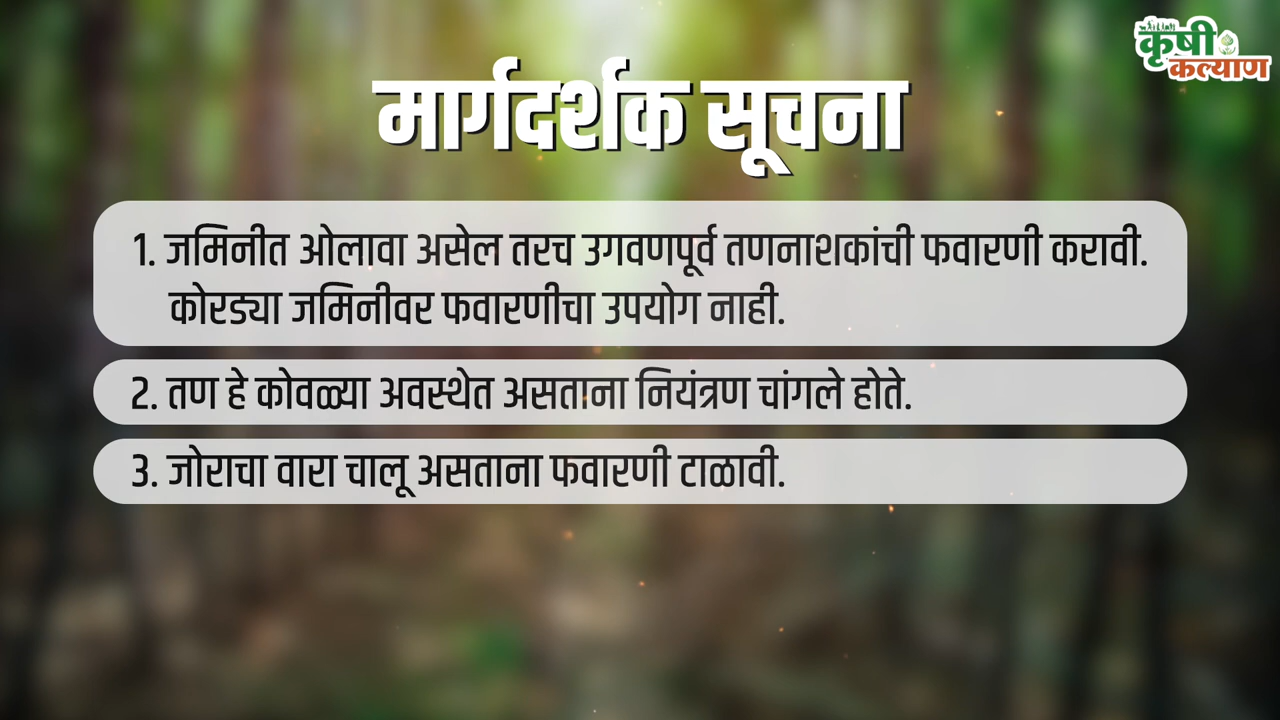 कृषी
कल्याण
मार्गदर्शक सूचना
1. जमिनीत ओलावा असेल तरच उगवणपूर्व तणनाशकांची फवारणी करावी.
कोरड्या जमिनीवर फवारणीचा उपयोग नाही.
2. तण हे कोवळ्या अवस्थेत असताना नियंत्रण चांगले होते.
3. जोराचा वारा चालू असताना फवारणी टाळावी.